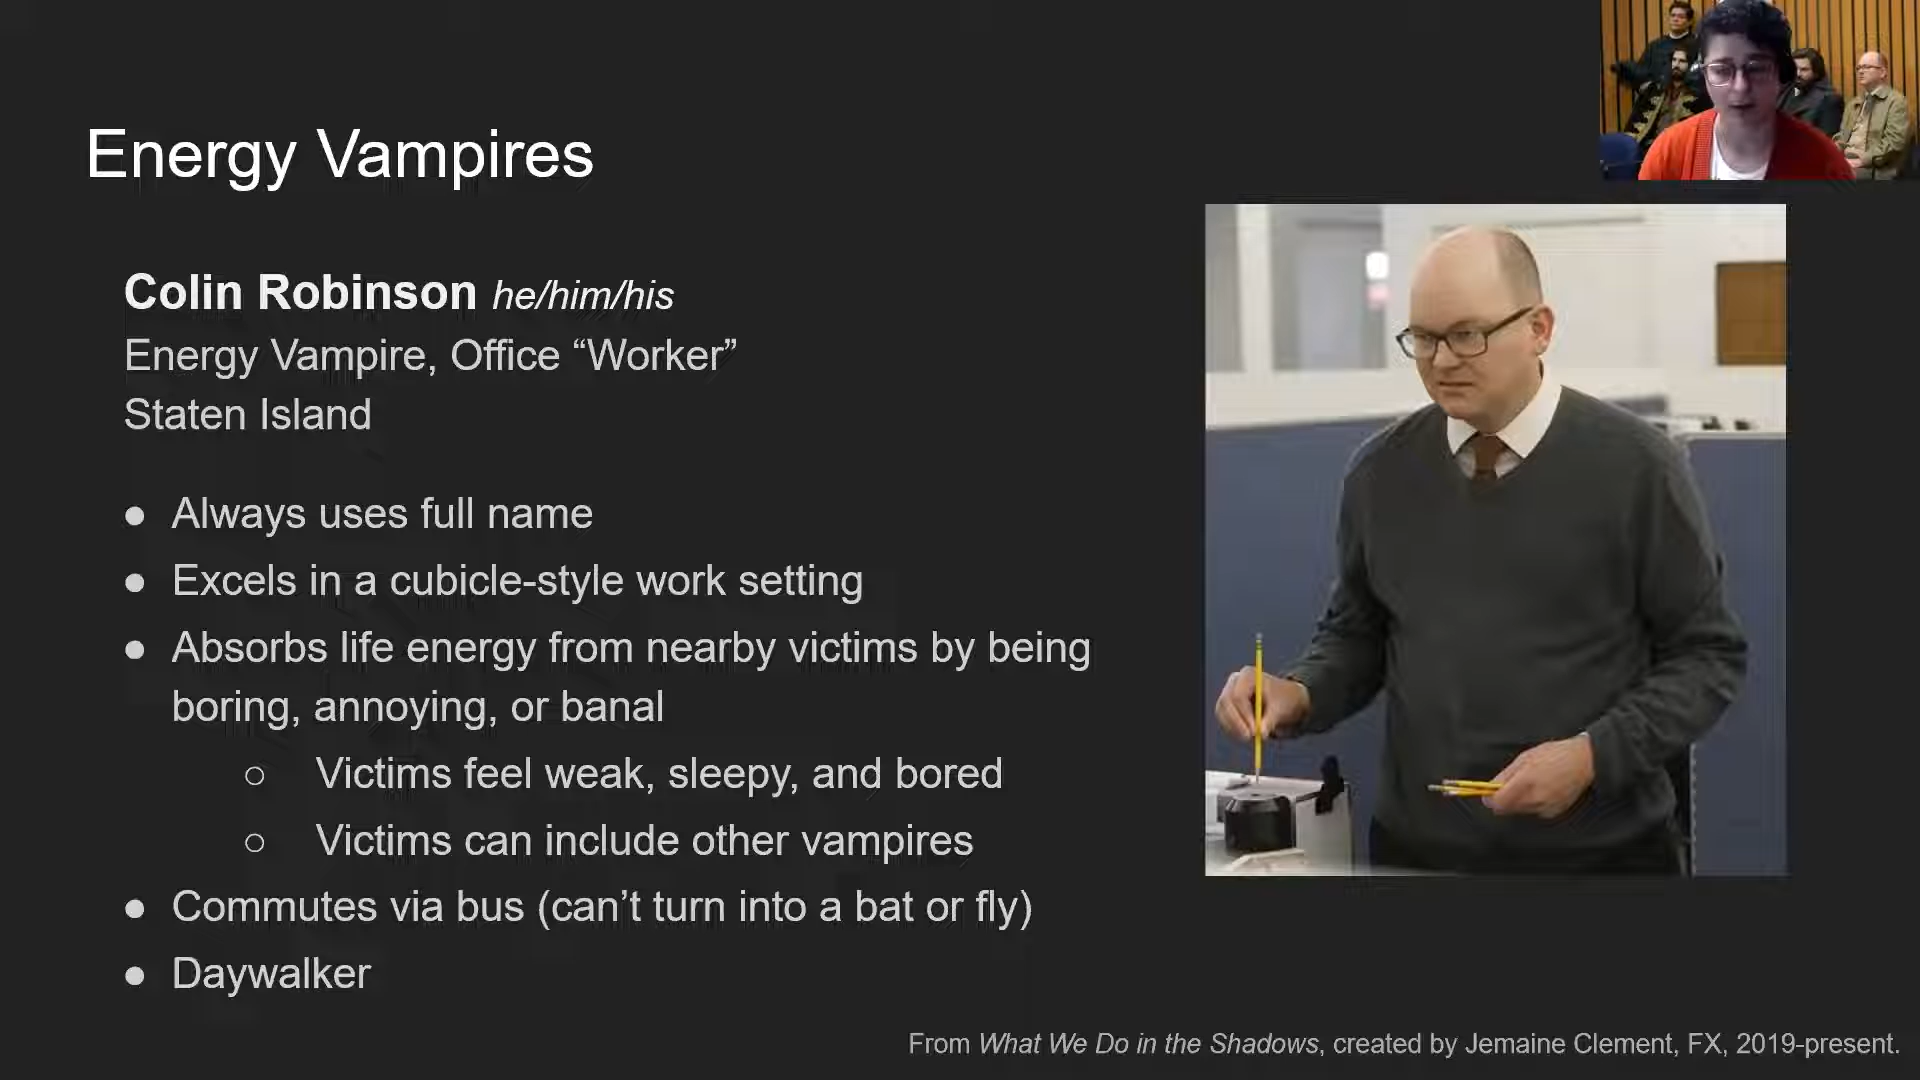 Energy Vampires
Colin Robinson he/him/his
Energy Vampire, Office “Worker”
Staten Island
● Always uses full name
● Excels in a cubicle-style work setting
● Absorbs life energy from nearby victims by being
boring, annoying, or banal
○ Victims feel weak, sleepy, and bored
○ Victims can include other vampires
● Commutes via bus (can’t turn into a bat or fly)
● Daywalker
From What We Do in the Shadows, created by Jemaine Clement, FX, 2019-present.